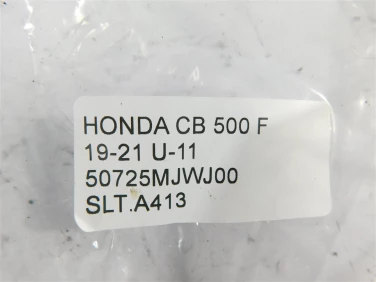 HONDA CB 500 F
19-21 U-11
50725MJWJ00
SLT.A413